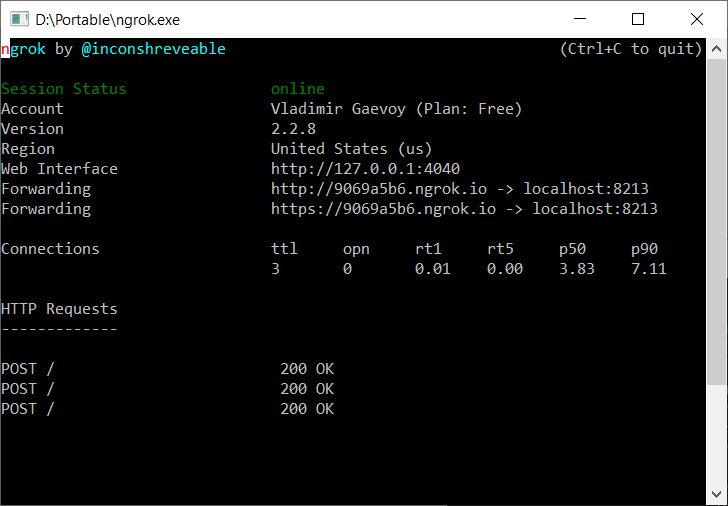 D:\Portable\ngrok.exe
ngrok by @inconshreveable (Ctrl+C to quit)
Session Status online
Account Vladimir Gaevoy (Plan: Free)
Version 2.2.8
Region United States (us)
Web Interface http://127.0.0.1:4040
Forwarding http://9069a5b6.ngrok.io -> localhost:8213
Forwarding https://9069a5b6.ngrok.io -> localhost:8213
Connections ttl opn rt1 rt5 p50 p90
3 0 0.01 0.00 3.83 7.11
HTTP Requests
-------------
POST / 200 OK
POST / 200 OK
POST / 200 OK